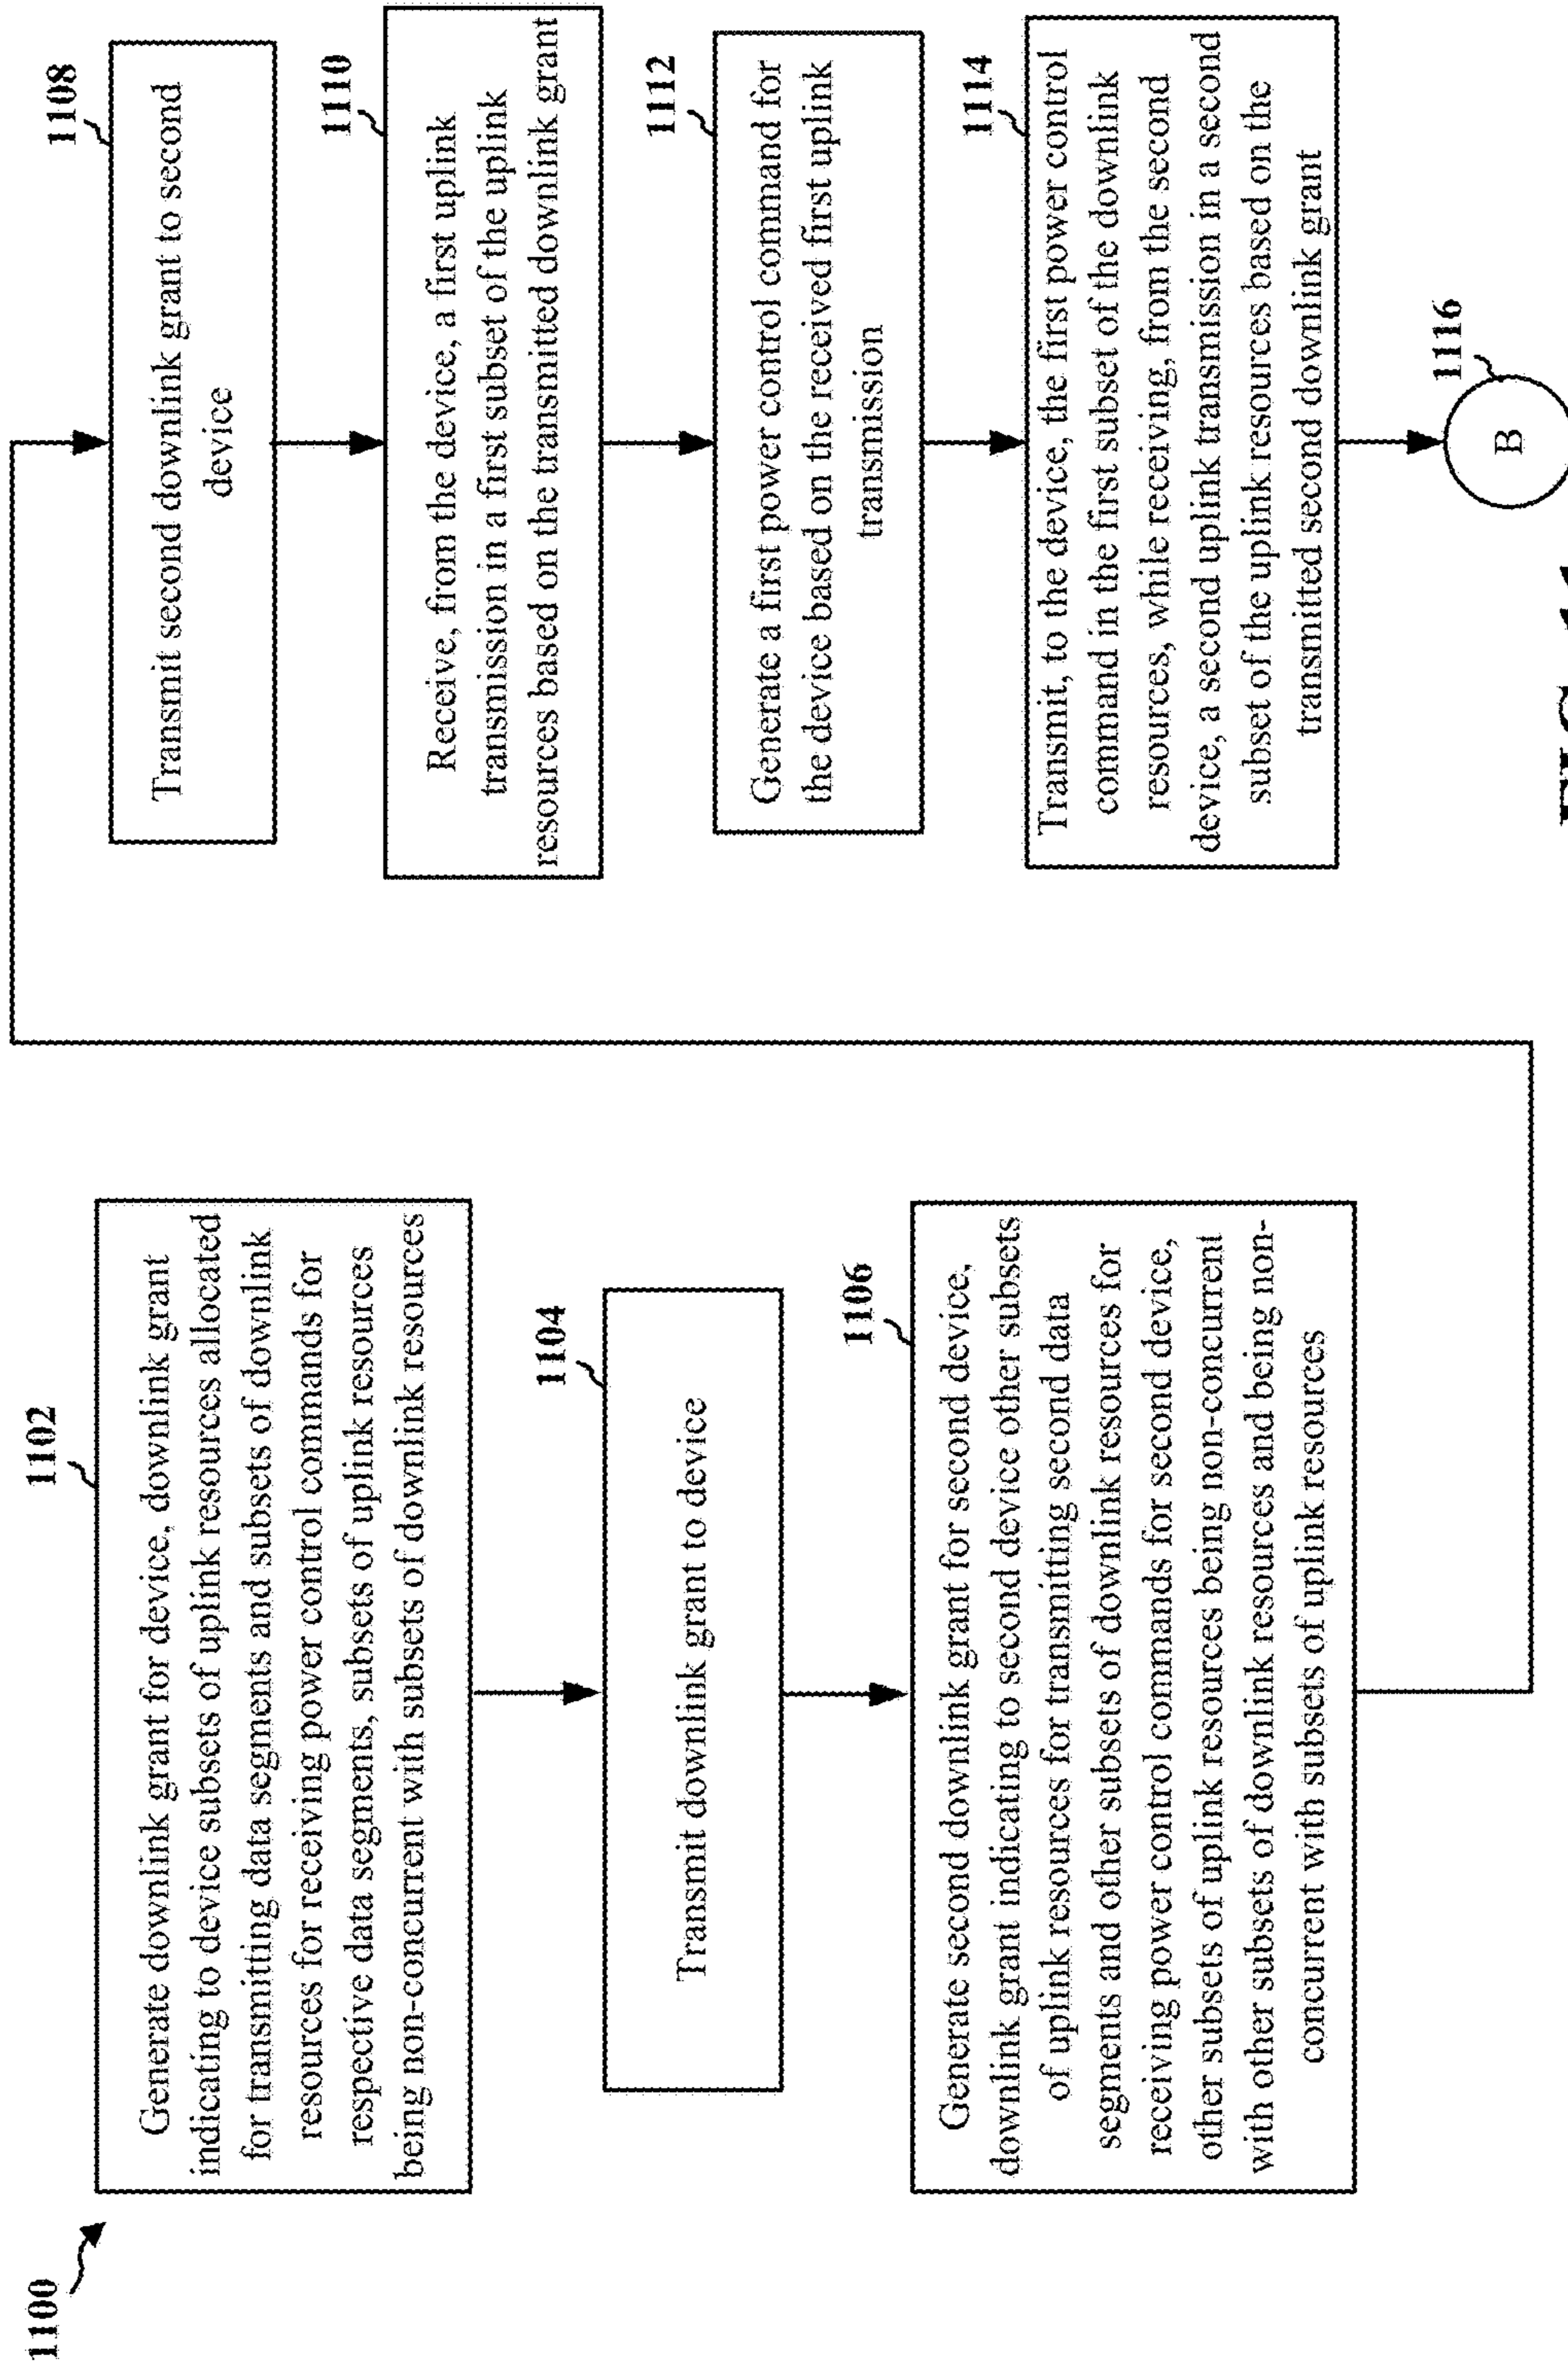 1100
1102
Generate downlink grant for device, downlink grant
indicating to device subsets of uplink resources allocated
for transmitting data segments and subsets of downlink
resources for receiving power control commands for
respective data segments, subsets of uplink resources
being non-concurrent with subsets of downlink resources
1104
Transmit downlink grant to device
1106
Generate second downlink grant for second device,
downlink grant indicating to second device other subsets
of uplink resources for transmitting second data
segments and other subsets of downlink resources for
receiving power control commands for second device,
other subsets of uplink resources being non-concurrent
with other subsets of downlink resources and being non-
concurrent with subsets of uplink resources
1108
Transmit second downlink grant to second
device
1110
Receive, from the device, a first uplink
transmission in a first subset of the uplink
resources based on the transmitted downlink grant
1112
Generate a first power control command for
the device based on the received first uplink
transmission
1114
Transmit, to the device, the first power control
command in the first subset of the downlink
resources, while receiving, from the second
device, a second uplink transmission in a second
subset of the uplink resources based on the
transmitted second downlink grant
1116
B